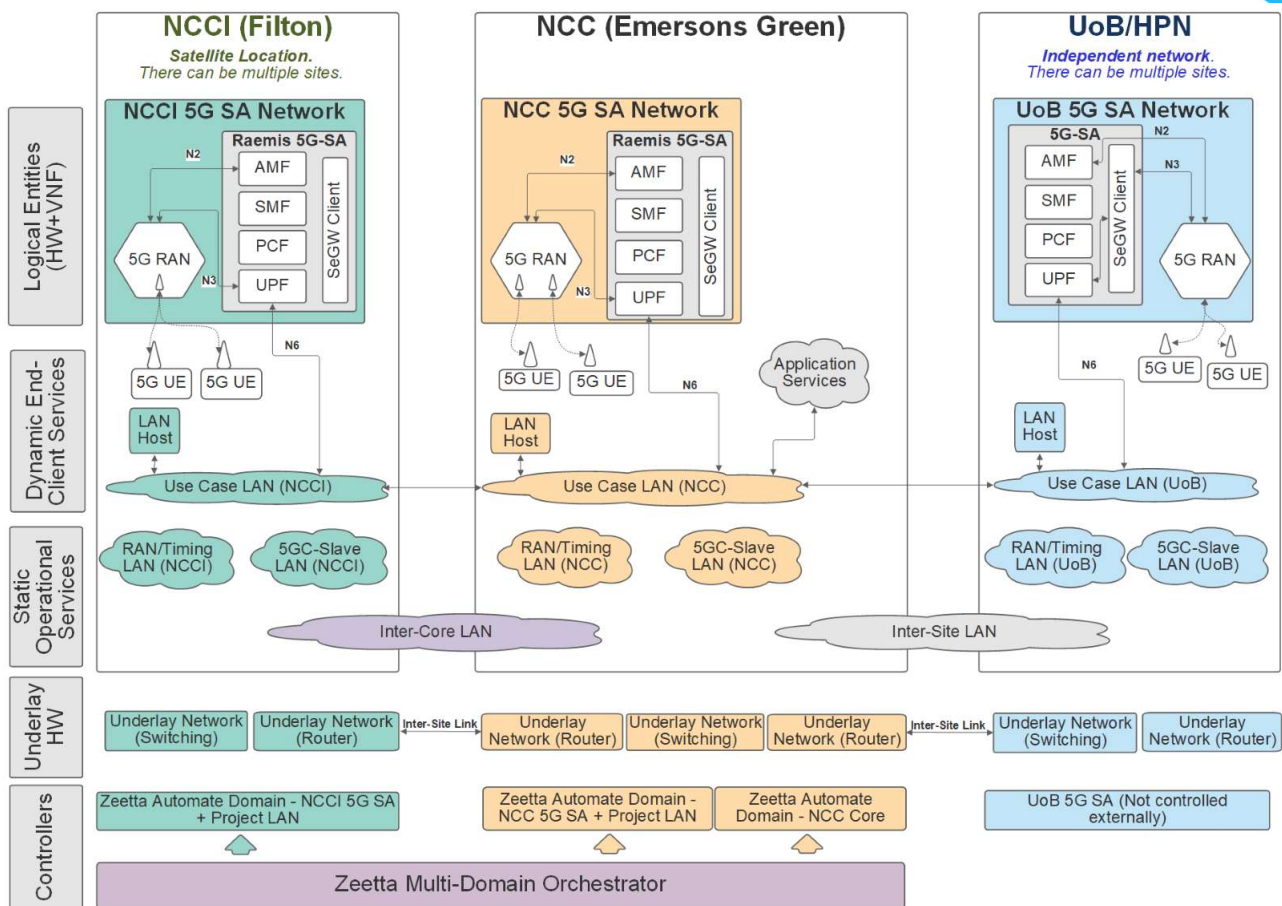 NCCI (Filton)
Satellite Location.
There can be multiple sites.
NCC (Emersons Green)
UoB/HPN
Independent network.
There can be multiple sites.
Logical Entities
(HW+VNF)
NCCI 5G SA Network
Raemis 5G-SA
N2
AMF
SMF
PCF
UPF
SeGW Client
5G RAN
N3
N6
5G UE
5G UE
NCC 5G SA Network
Raemis 5G-SA
N2
AMF
SMF
PCF
UPF
SeGW Client
5G RAN
N3
N6
5G UE
5G UE
Application
Services
UoB 5G SA Network
5G-SA
N2
AMF
N3
SMF
PCF
UPF
SeGW Client
5G RAN
N6
5G UE
5G UE
Dynamic End-
Client Services
LAN
Host
Use Case LAN (NCCI)
LAN
Host
Use Case LAN (NCC)
LAN
Host
Use Case LAN (UoB)
Static
Operational
Services
RAN/Timing
LAN (NCCI)
5GC-Slave
LAN (NCCI)
RAN/Timing
LAN (NCC)
5GC-Slave
LAN (NCC)
RAN/Timing
LAN (UoB)
5GC-Slave
LAN (UoB)
Inter-Core LAN
Inter-Site LAN
Underlay
HW
Underlay Network
(Switching)
Underlay Network
(Router)
Inter-Site Link
Underlay
Network (Router)
Underlay Network
(Switching)
Underlay
Network (Router)
Inter-Site Link
Underlay Network
(Switching)
Underlay
Network (Router)
Controllers
Zeetta Automate Domain - NCCI 5G SA
+ Project LAN
Zeetta Automate Domain -
NCC 5G SA + Project LAN
Zeetta Automate
Domain - NCC Core
UoB 5G SA (Not controlled
externally)
Zeetta Multi-Domain Orchestrator